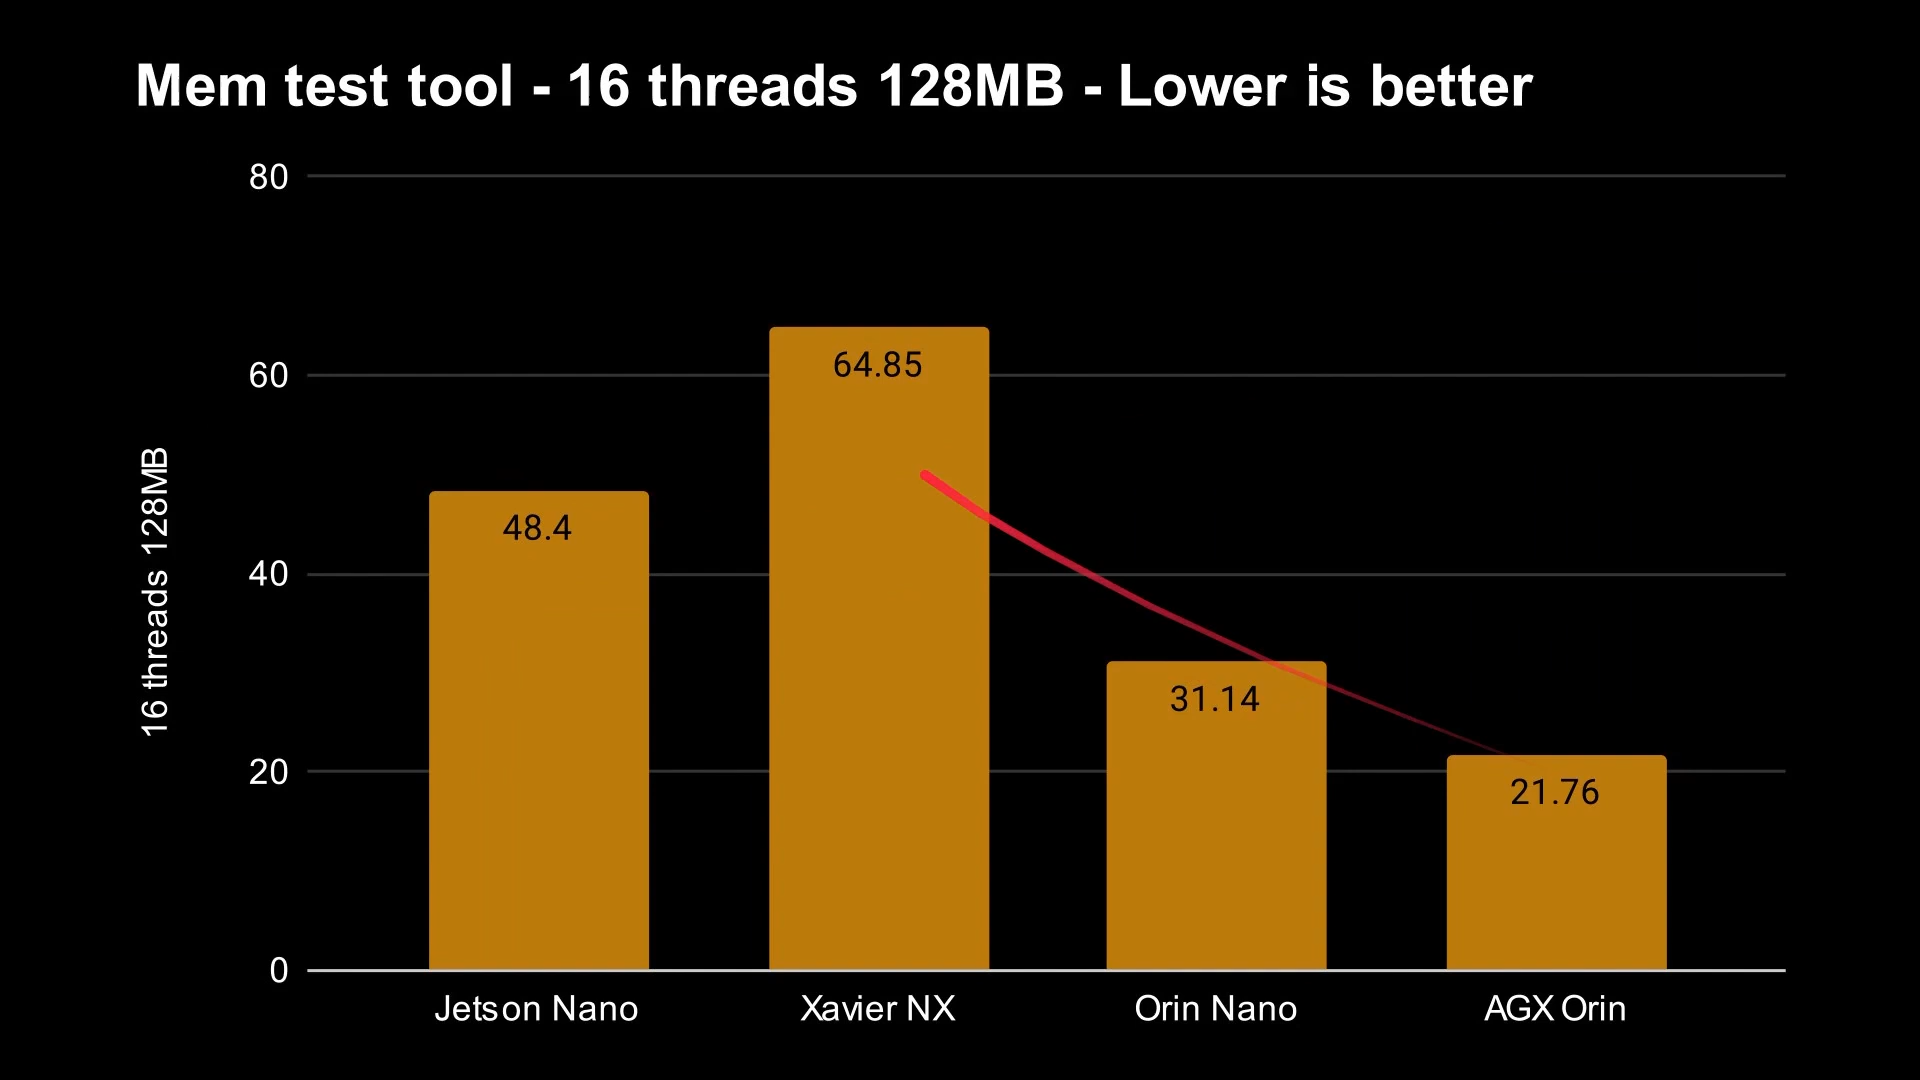 Mem test tool - 16 threads 128MB - Lower is better
80
60
40
20
0
16 threads 128MB
48.4
64.85
31.14
21.76
Jetson Nano
Xavier NX
Orin Nano
AGX Orin